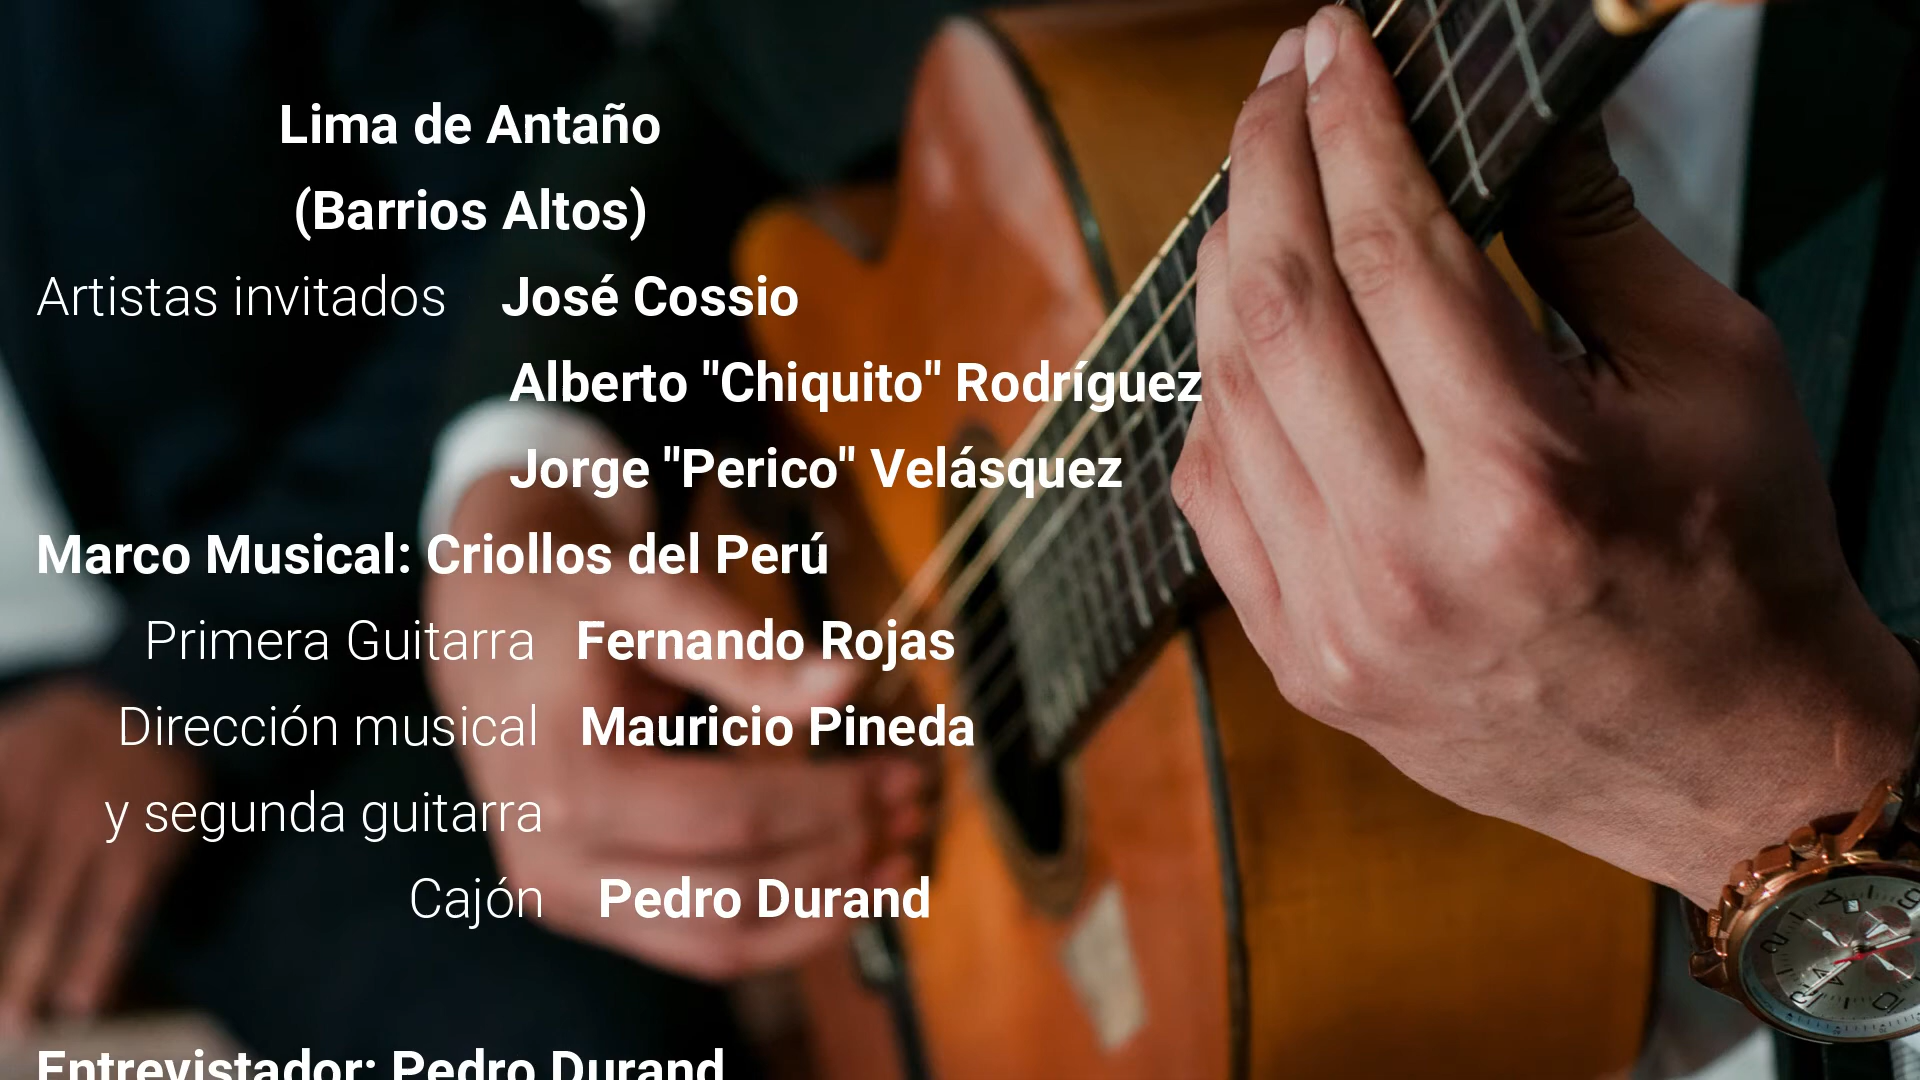 Lima de Antaño
(Barrios Altos)
Artistas invitados José Cossio
Alberto "Chiquito" Rodríguez
Jorge "Perico" Velásquez
Marco Musical: Criollos del Perú
Primera Guitarra Fernando Rojas
Dirección musical Mauricio Pineda
y segunda guitarra
Cajón Pedro Durand
Entrevistador: Pedro Durand